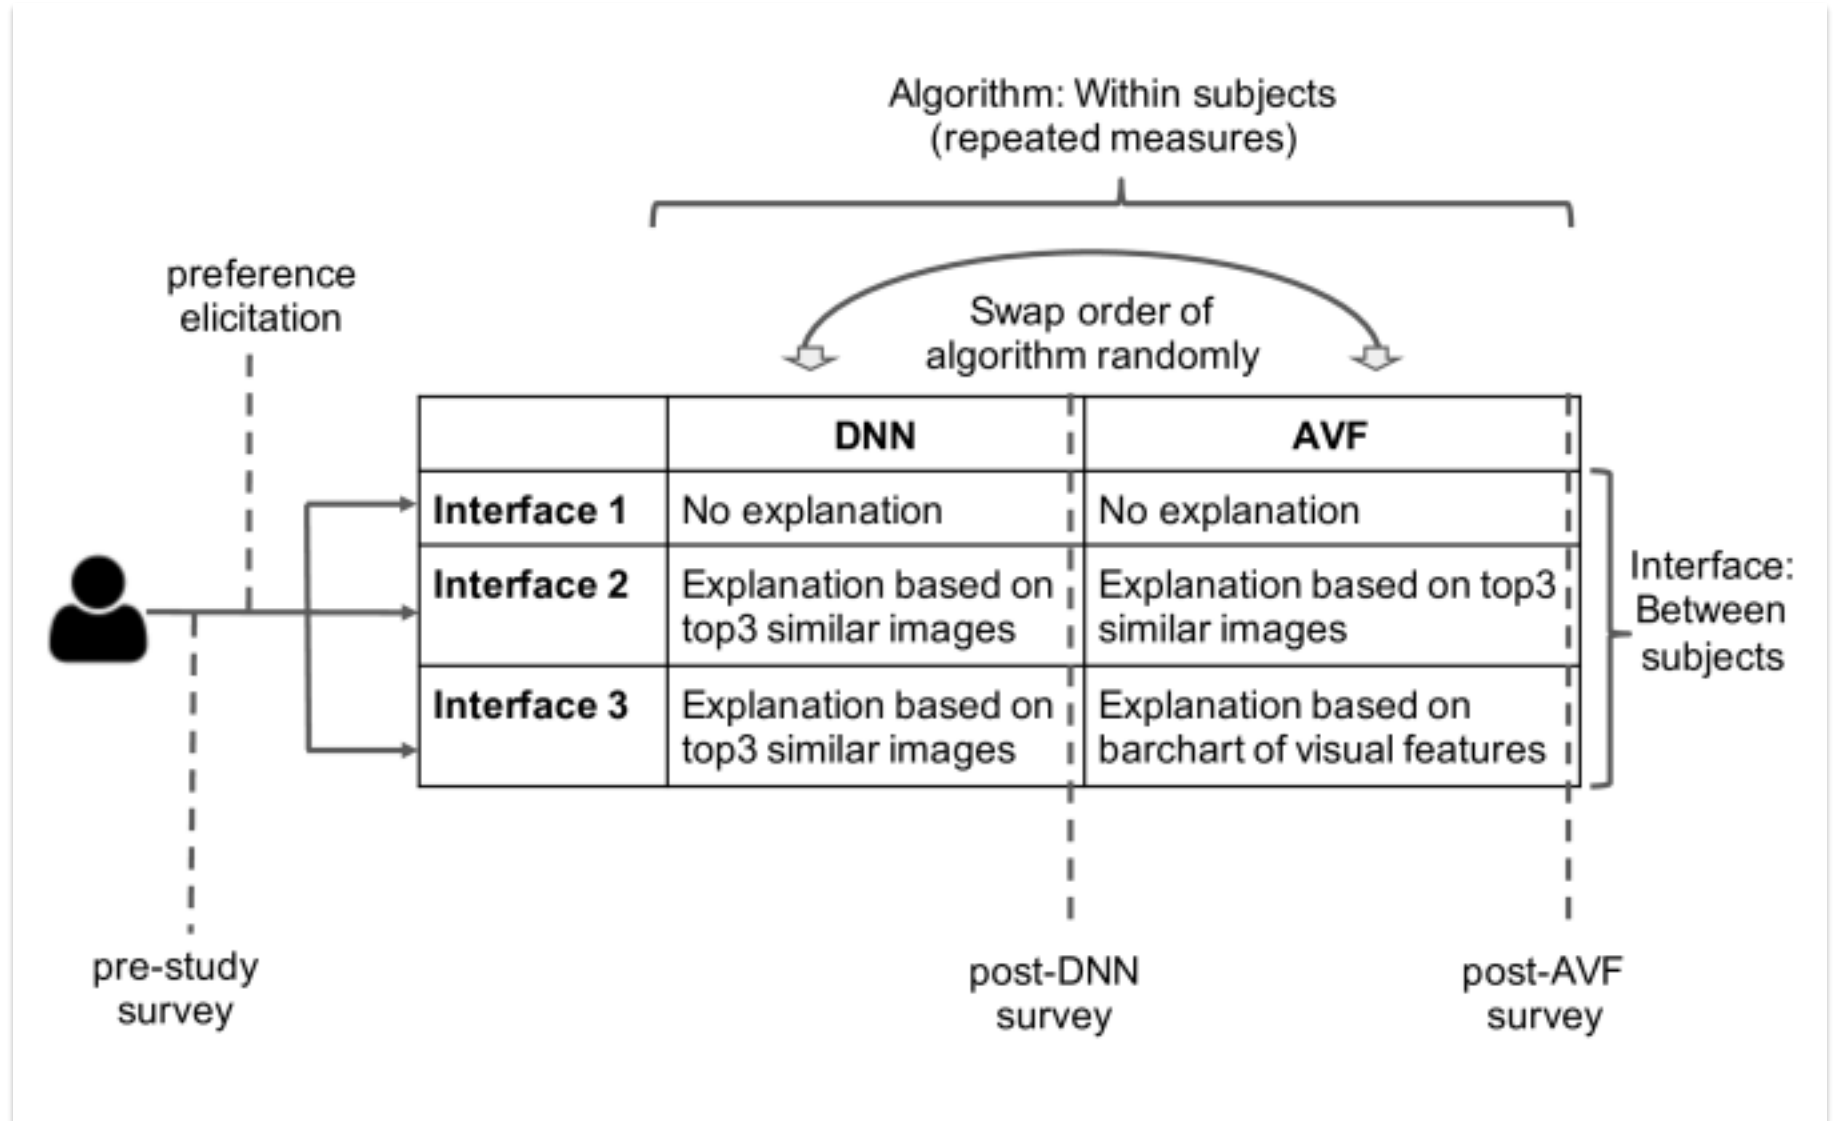 Algorithm: Within subjects
(repeated measures)
preference
elicitation
Swap order of
algorithm randomly
DNN
AVF
Interface 1
No explanation
No explanation
Interface 2
Explanation based on
top3 similar images
Explanation based on top3
similar images
Interface 3
Explanation based on
top3 similar images
Explanation based on
barchart of visual features
Interface:
Between
subjects
pre-study
survey
post-DNN
survey
post-AVF
survey